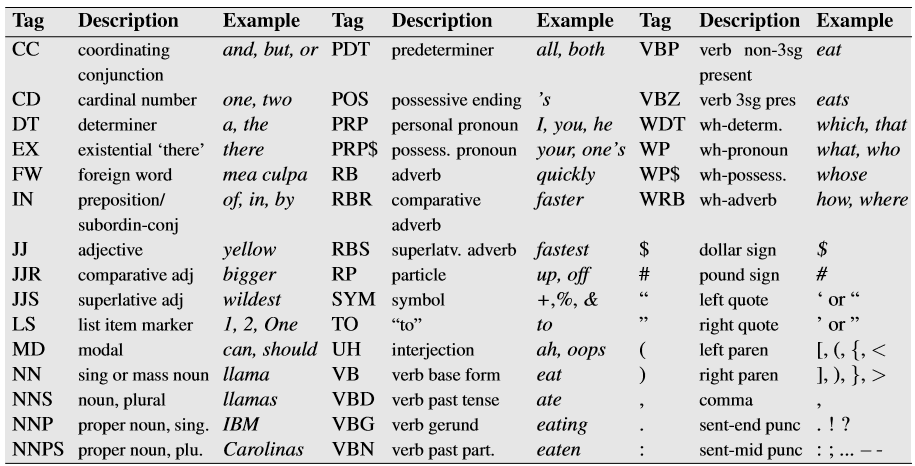 Tag Description Example Tag Description Example Tag Description Example
CC coordinating and, but, or PDT predeterminer all, both VBP verb non-3sg eat
conjunction present
CD cardinal number one, two POS possessive ending 's VBZ verb 3sg pres eats
DT determiner a, the PRP personal pronoun I, you, he WDT wh-determ. which, that
EX existential ‘there’ there PRP$ possess. pronoun your, one's WP wh-pronoun what, who
FW foreign word mea culpa RB adverb quickly WP$ wh-possess. whose
IN preposition/ of, in, by RBR comparative faster WRB wh-adverb how, where
subordin-conj adverb
JJ adjective yellow RBS superlatv. adverb fastest $ dollar sign $
JJR comparative adj bigger RP particle up, off # pound sign #
JJS superlative adj wildest SYM symbol +,%, & “ left quote ‘ or “
LS list item marker 1, 2, One TO “to” to ” right quote ’ or ”
MD modal can, should UH interjection ah, oops ( left paren [, (, {, <
NN sing or mass noun llama VB verb base form eat ) right paren ], ), }, >
NNS noun, plural llamas VBD verb past tense ate , comma ,
NNP proper noun, sing. IBM VBG verb gerund eating . sent-end punc . ! ?
NNPS proper noun, plu. Carolinas VBN verb past part. eaten : sent-mid punc : ; ... – -